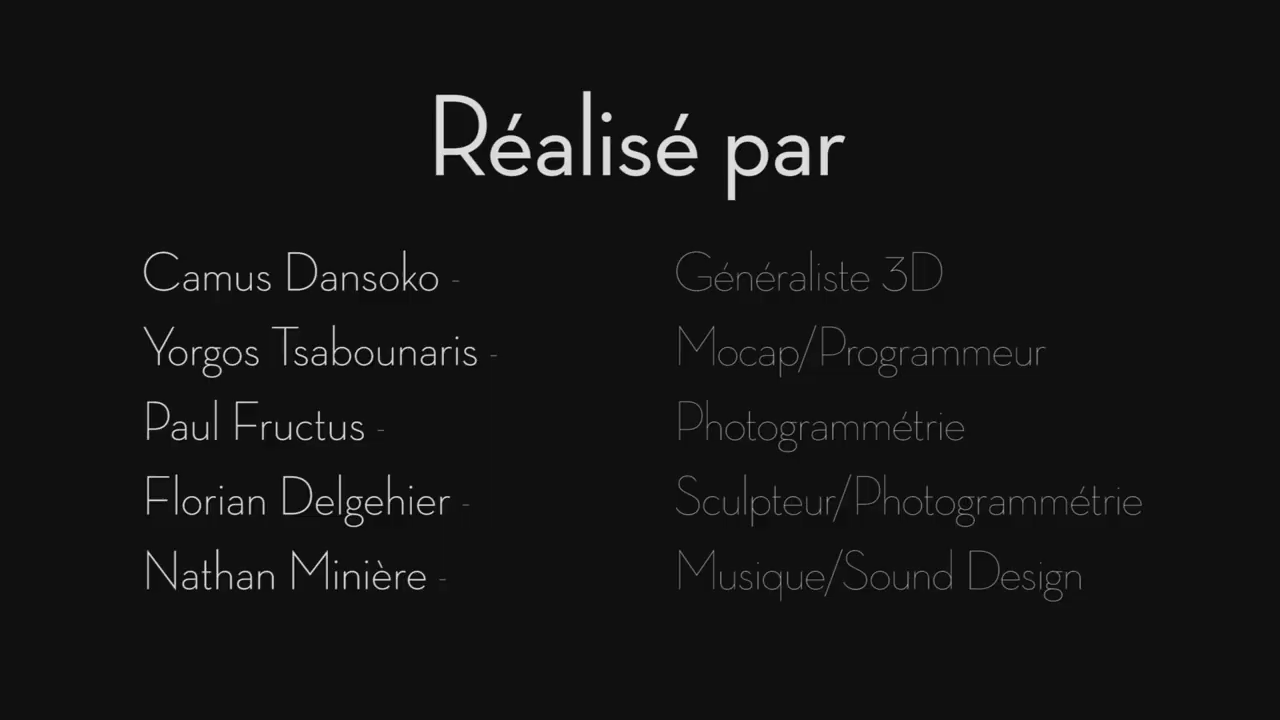 Réalisé par
Camus Dansoko - Généraliste 3D
Yorgos Tsabounaris - Mocap/Programmeur
Paul Fructus - Photogrammétrie
Florian Delgehier - Sculpteur/Photogrammétrie
Nathan Minière - Musique/Sound Design